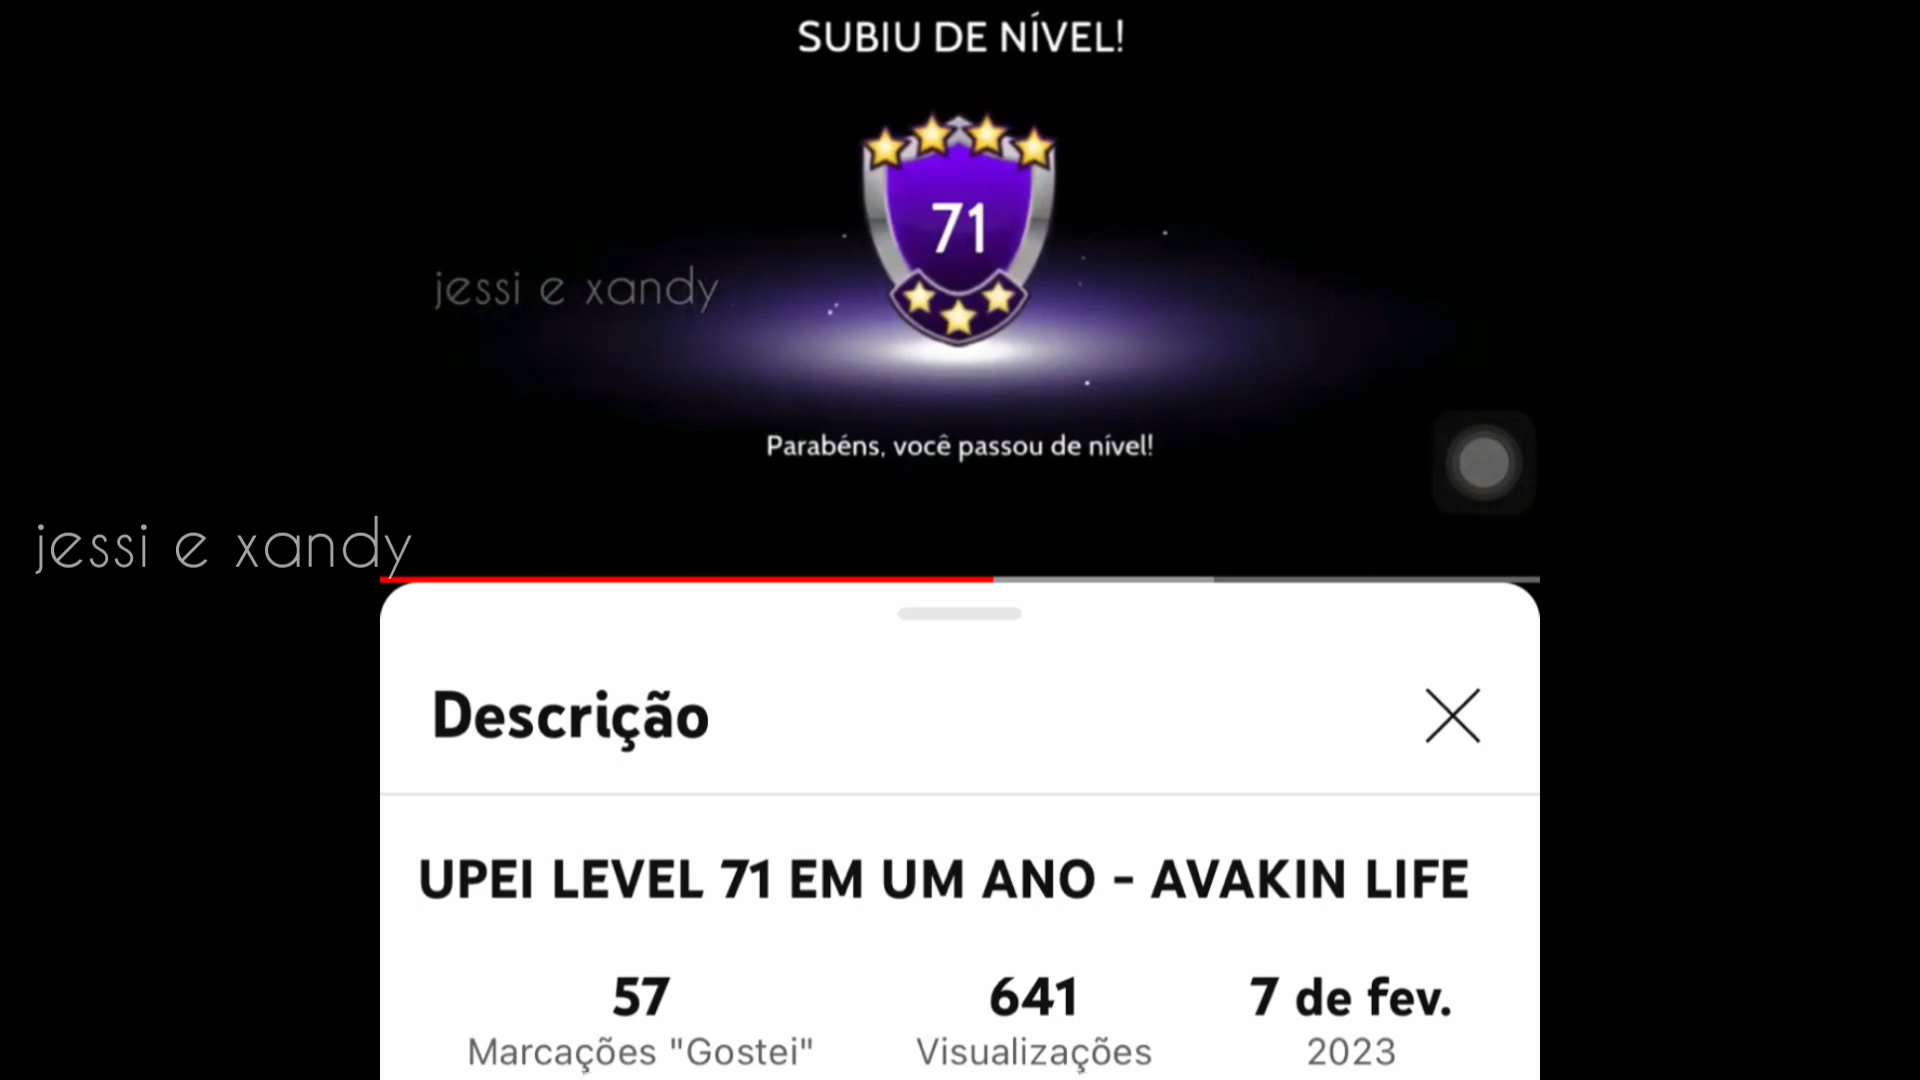 SUBIU DE NÍVEL!
71
jessi e xandy
Parabéns, você passou de nível!
jessi e xandy
Descrição
UPEI LEVEL 71 EM UM ANO - AVAKIN LIFE
57 641 7 de fev.
Marcações "Gostei" Visualizações 2023